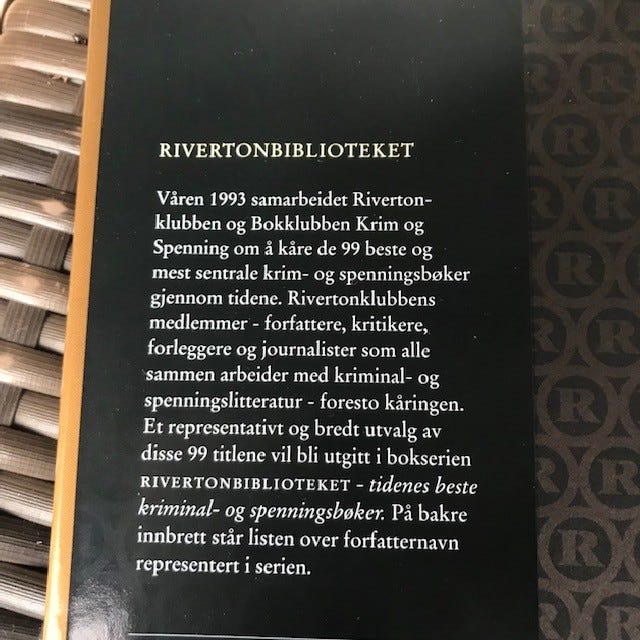 RIVERTONBIBLIOTEKET
Våren 1993 samarbeidet Riverton-
klubben og Bokklubben Krim og
Spenning om å kåre de 99 beste og
mest sentrale krim- og spenningsbøker
gjennom tidene. Rivertonklubbens
medlemmer - forfattere, kritikere,
forleggere og journalister som alle
sammen arbeider med kriminal- og
spenningslitteratur - foresto kåringen.
Et representativt og bredt utvalg av
disse 99 titlene vil bli utgitt i bokserien
RIVERTONBIBLIOTEKET - tidenes beste
kriminal- og spenningsbøker. På bakre
innbrett står listen over forfatternavn
representert i serien.